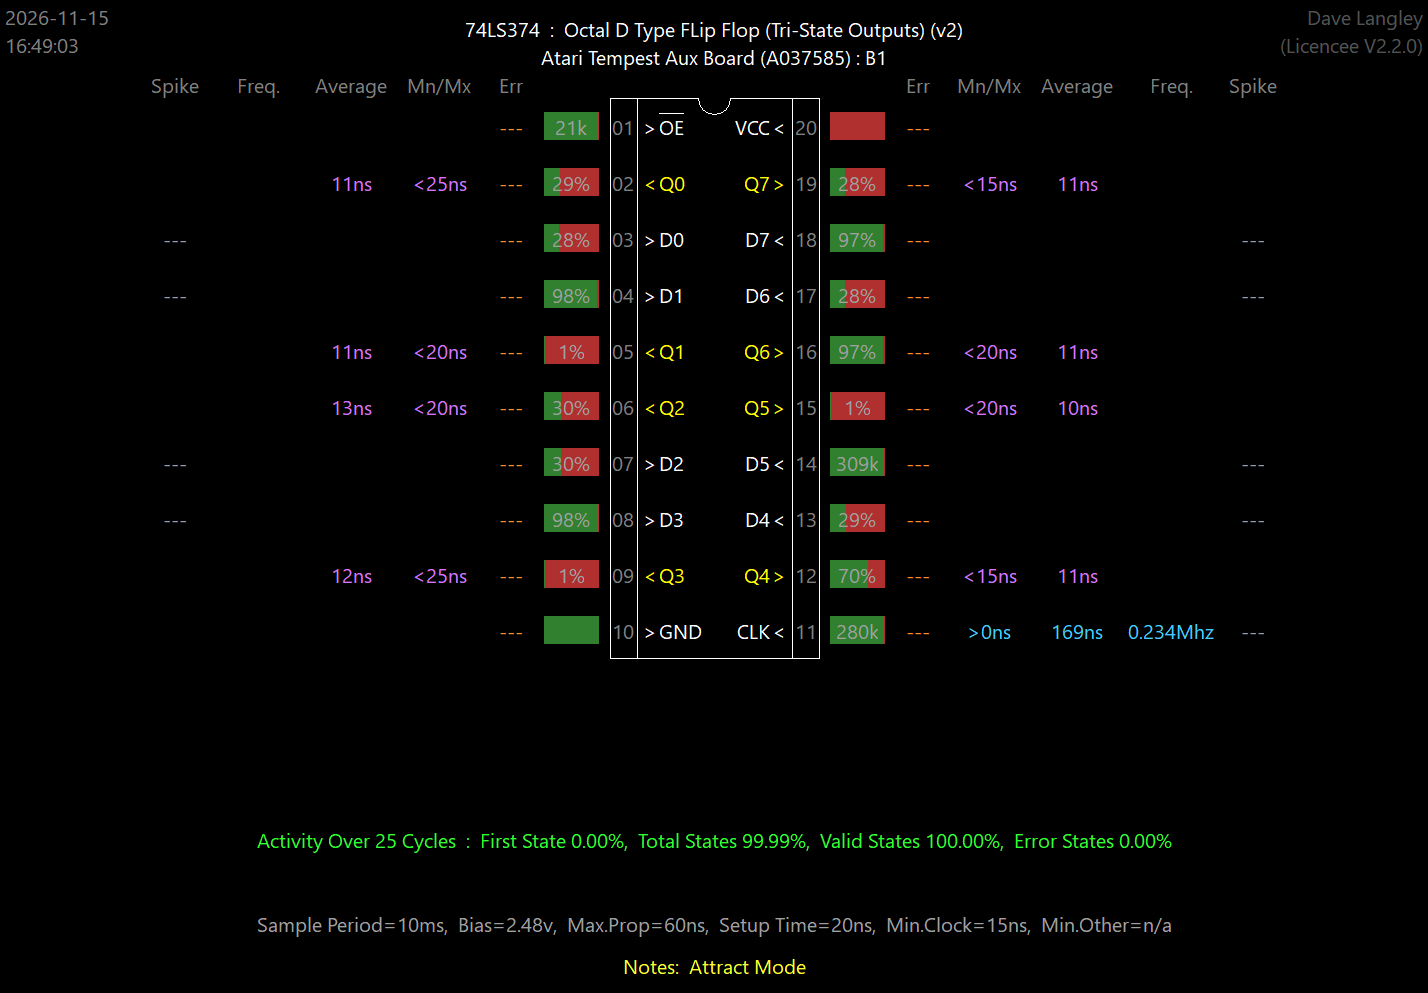 2026-11-15
16:49:03
74LS374 : Octal D Type FLip Flop (Tri-State Outputs) (v2)
Atari Tempest Aux Board (A037585) : B1
Dave Langley
(Licencee V2.2.0)
Spike Freq. Average Mn/Mx Err Err Mn/Mx Average Freq. Spike
--- 21k 01 >OE VCC< 20 ---
11ns <25ns --- 29% 02 <Q0 Q7> 19 28% --- <15ns 11ns
--- --- 28% 03 >D0 D7< 18 97% --- ---
--- --- 98% 04 >D1 D6< 17 28% --- ---
11ns <20ns --- 1% 05 <Q1 Q6> 16 97% --- <20ns 11ns
13ns <20ns --- 30% 06 <Q2 Q5> 15 1% --- <20ns 10ns
--- --- 30% 07 >D2 D5< 14 309k --- ---
--- --- 98% 08 >D3 D4< 13 29% --- ---
12ns <25ns --- 1% 09 <Q3 Q4> 12 70% --- <15ns 11ns
--- 10 >GND CLK< 11 280k --- >0ns 169ns 0.234Mhz ---
Activity Over 25 Cycles : First State 0.00%, Total States 99.99%, Valid States 100.00%, Error States 0.00%
Sample Period=10ms, Bias=2.48v, Max.Prop=60ns, Setup Time=20ns, Min.Clock=15ns, Min.Other=n/a
Notes: Attract Mode